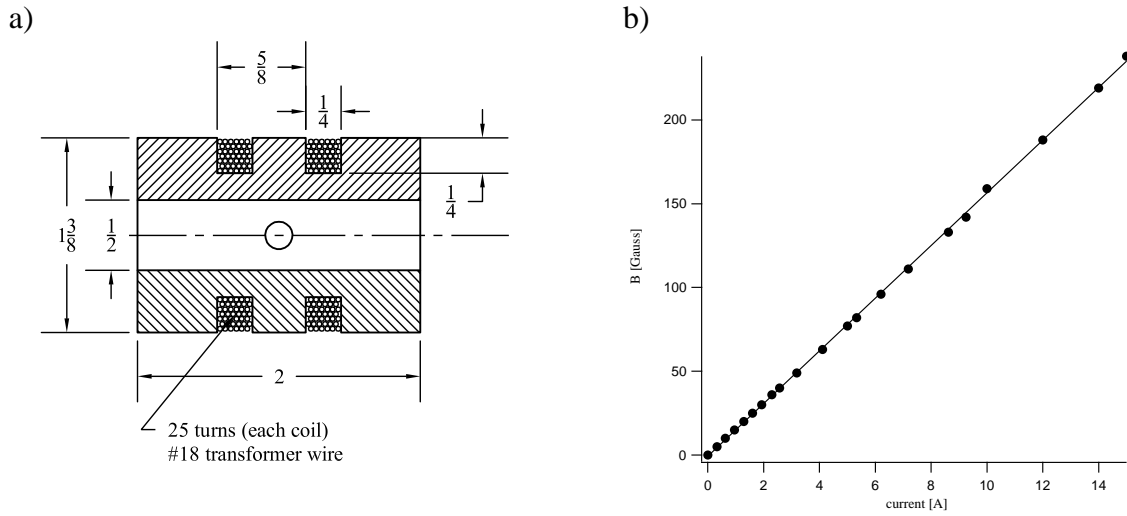 a)
5/8
1/4
1 3/8
1/2
1/4
2
25 turns (each coil)
#18 transformer wire
b)
B [Gauss]
200
150
100
50
0
0 2 4 6 8 10 12 14
current [A]